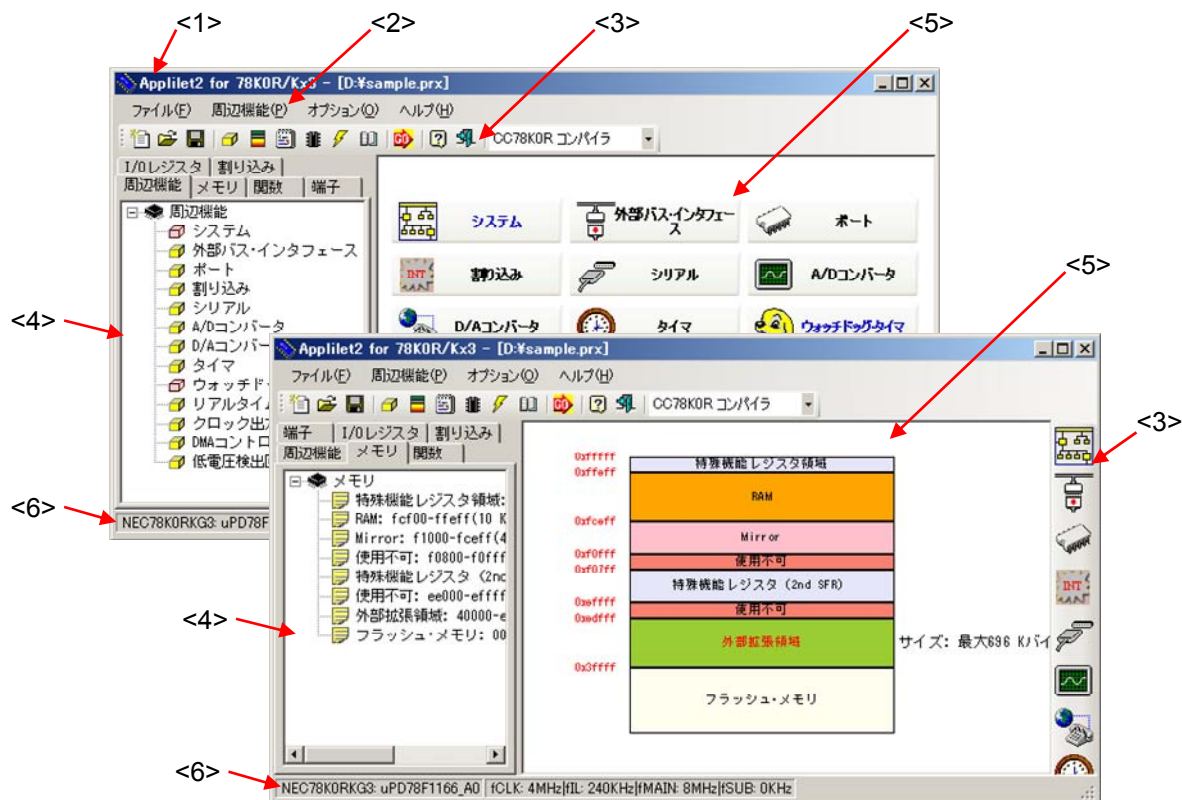 <1>
<2>
<3>
<5>
Applilet2 for 78K0R/Kx3 - [D:¥sample.prx]
ファイル(F) 周辺機能(P) オプション(O) ヘルプ(H)
CC78K0R コンパイラ
I/Oレジスタ 割り込み
周辺機能 メモリ 関数 端子
周辺機能
システム
外部バス・インタフェース
ポート
割り込み
シリアル
A/Dコンバータ
D/Aコンバー
タイマ
ウォッチド
リアルタイ
クロック出
DMAコントロ
低電圧検出
システム
外部バス・インタフェース
ポート
割り込み
シリアル
A/Dコンバータ
D/Aコンバータ
タイマ
ウォッチドッグ・タイマ
<4>
<6>
NEC78K0RKG3: uPD78F
<5>
Applilet2 for 78K0R/Kx3 - [D:¥sample.prx]
ファイル(F) 周辺機能(P) オプション(O) ヘルプ(H)
CC78K0R コンパイラ
<3>
端子 I/Oレジスタ 割り込み
周辺機能 メモリ 関数
メモリ
特殊機能レジスタ領域:
RAM: fcf00-ffeff(10 K
Mirror: f1000-fceff(4
使用不可: f0800-f0fff
特殊機能レジスタ (2nd
使用不可: ee000-effff
外部拡張領域: 40000-e
フラッシュ・メモリ: 00
<4>
0xfffff
特殊機能レジスタ領域
0xffeff
RAM
0xfceff
Mirror
0xf0fff
使用不可
0xf07ff
特殊機能レジスタ (2nd SFR)
0xeffff
使用不可
0xedfff
外部拡張領域
サイズ: 最大696 Kバイ
0x3ffff
フラッシュ・メモリ
INT
INT
<6>
NEC78K0RKG3: uPD78F1166_A0 fCLK: 4MHz|fIL: 240KHz|fMAIN: 8MHz|fSUB: 0KHz